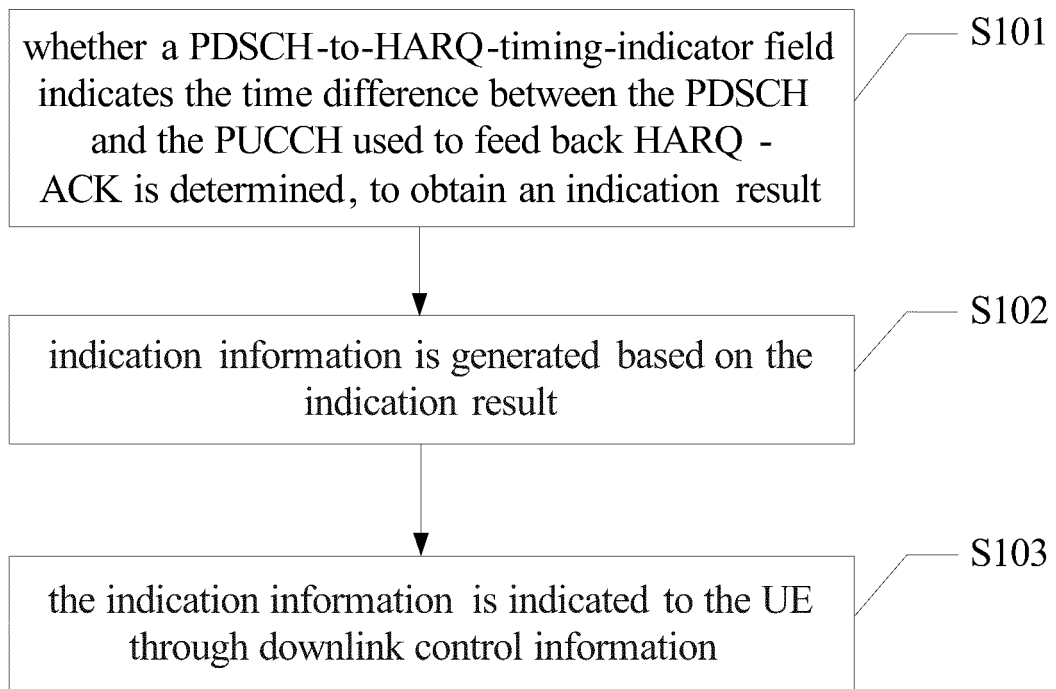 whether a PDSCH-to-HARQ-timing-indicator field
indicates the time difference between the PDSCH
and the PUCCH used to feed back HARQ -
ACK is determined, to obtain an indication result
S101
indication information is generated based on the
indication result
S102
the indication information is indicated to the UE
through downlink control information
S103